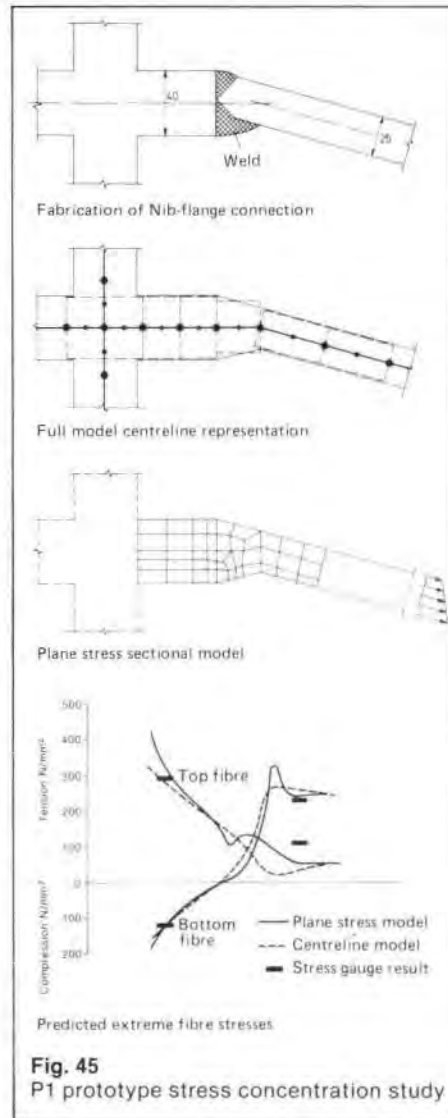 40
25
Weld
Fabrication of Nib-flange connection
Full model centreline representation
Plane stress sectional model
500
400
300
200
100
0
100
200
Tension N/mm²
Compression N/mm²
Top fibre
Bottom fibre
Plane stress model
Centreline model
Stress gauge result
Predicted extreme fibre stresses
Fig. 45
P1 prototype stress concentration study